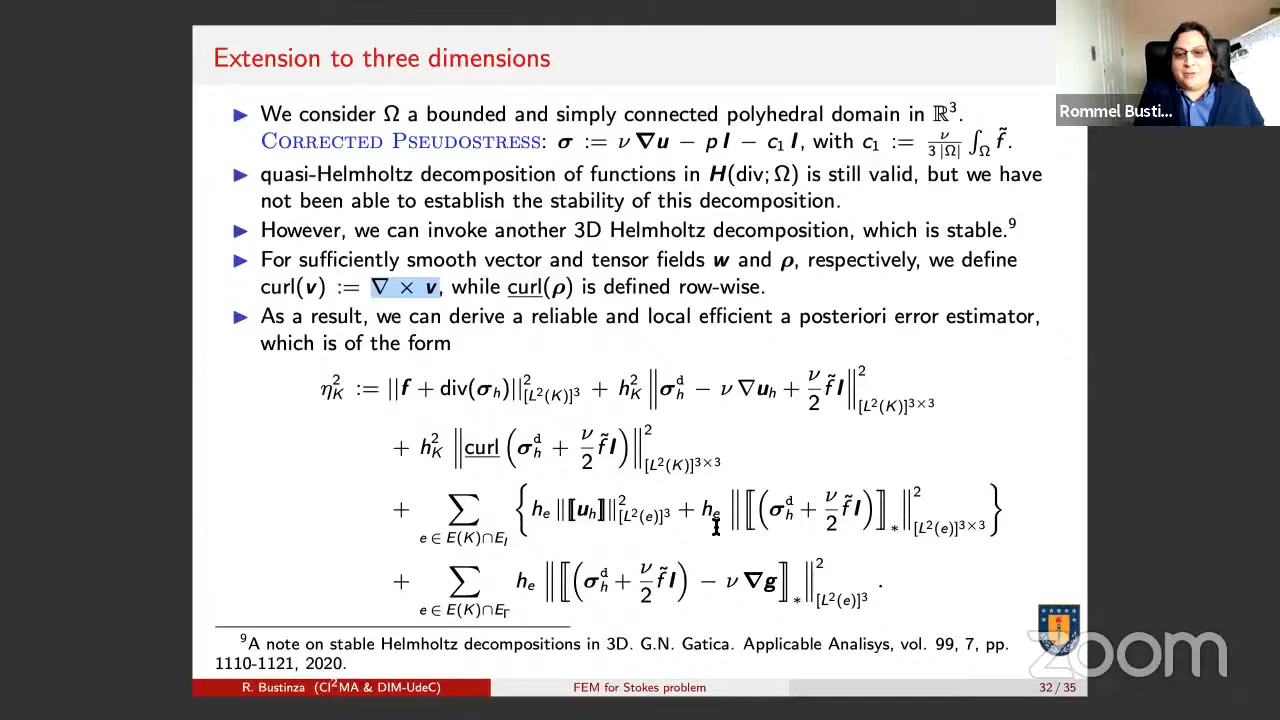 Extension to three dimensions
► We consider Ω a bounded and simply connected polyhedral domain in ℝ³.
CORRECTED PSEUDOSTRESS: σ := ν ∇u − p I − c₁ I, with c₁ := ν/(3 |Ω|) ∫_Ω f̃.
► quasi-Helmholtz decomposition of functions in H(div; Ω) is still valid, but we have
not been able to establish the stability of this decomposition.
► However, we can invoke another 3D Helmholtz decomposition, which is stable.⁹
► For sufficiently smooth vector and tensor fields w and ρ, respectively, we define
curl(v) := ∇ × v, while curl(ρ) is defined row-wise.
► As a result, we can derive a reliable and local efficient a posteriori error estimator,
which is of the form
η²_K := ||f + div(σ_h)||²_{[L²(K)]³} + h²_K ‖σ^d_h − ν ∇u_h + ν/2 f̃ I‖²_{[L²(K)]^{3×3}}
+ h²_K ‖curl (σ^d_h + ν/2 f̃ I)‖²_{[L²(K)]^{3×3}}
+ ∑_{e ∈ E(K)∩E_I} { h_e ‖⟦u_h⟧‖²_{[L²(e)]³} + h_e ‖⟦(σ^d_h + ν/2 f̃ I)⟧_*‖²_{[L²(e)]^{3×3}} }
+ ∑_{e ∈ E(K)∩E_Γ} h_e ‖⟦(σ^d_h + ν/2 f̃ I) − ν ∇g⟧_*‖²_{[L²(e)]³} .
⁹A note on stable Helmholtz decompositions in 3D. G.N. Gatica. Applicable Analisys, vol. 99, 7, pp.
1110-1121, 2020.
R. Bustinza (CI²MA & DIM-UdeC) FEM for Stokes problem 32 / 35
Rommel Busti...
zoom